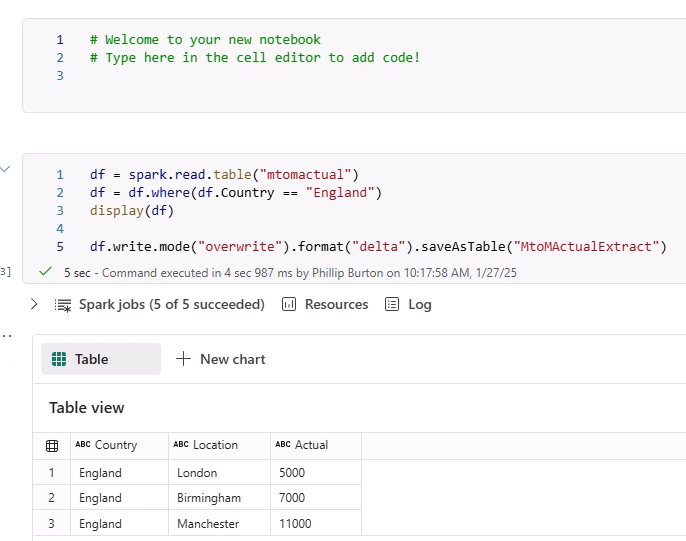 1 # Welcome to your new notebook
2 # Type here in the cell editor to add code!
3
1 df = spark.read.table("mtomactual")
2 df = df.where(df.Country == "England")
3 display(df)
4
5 df.write.mode("overwrite").format("delta").saveAsTable("MtoMActualExtract")
3] 5 sec - Command executed in 4 sec 987 ms by Phillip Burton on 10:17:58 AM, 1/27/25
Spark jobs (5 of 5 succeeded) Resources Log
Table + New chart
Table view
ABC Country ABC Location ABC Actual
1 England London 5000
2 England Birmingham 7000
3 England Manchester 11000